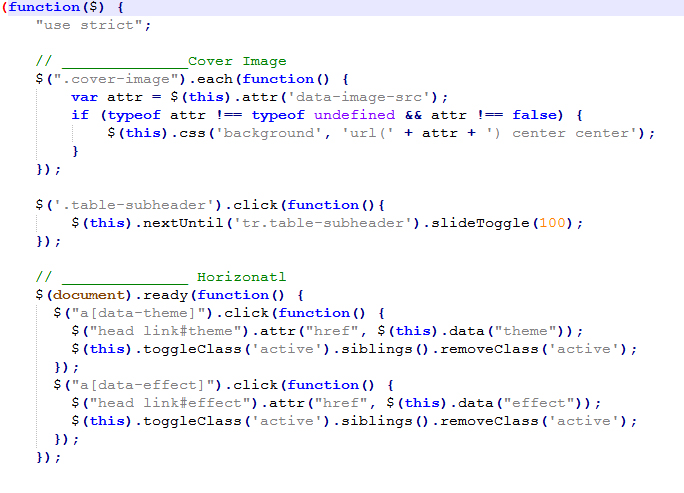 (function($) {
    "use strict";

    // ______________Cover Image
    $(".cover-image").each(function() {
        var attr = $(this).attr('data-image-src');
        if (typeof attr !== typeof undefined && attr !== false) {
            $(this).css('background', 'url(' + attr + ') center center');
        }
    });

    $('.table-subheader').click(function(){
        $(this).nextUntil('tr.table-subheader').slideToggle(100);
    });

    // ______________ Horizonatl
    $(document).ready(function() {
      $("a[data-theme]").click(function() {
        $("head link#theme").attr("href", $(this).data("theme"));
        $(this).toggleClass('active').siblings().removeClass('active');
      });
      $("a[data-effect]").click(function() {
        $("head link#effect").attr("href", $(this).data("effect"));
        $(this).toggleClass('active').siblings().removeClass('active');
      });
    });